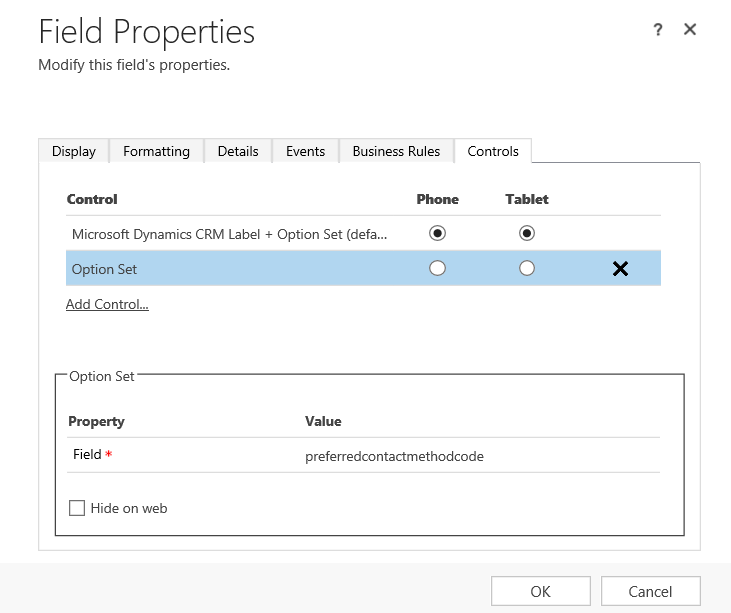 Field Properties
?
Modify this field's properties.
Display Formatting Details Events Business Rules Controls
Control Phone Tablet
Microsoft Dynamics CRM Label + Option Set (defa...
Option Set
Add Control...
Option Set
Property Value
Field * preferredcontactmethodcode
Hide on web
OK Cancel